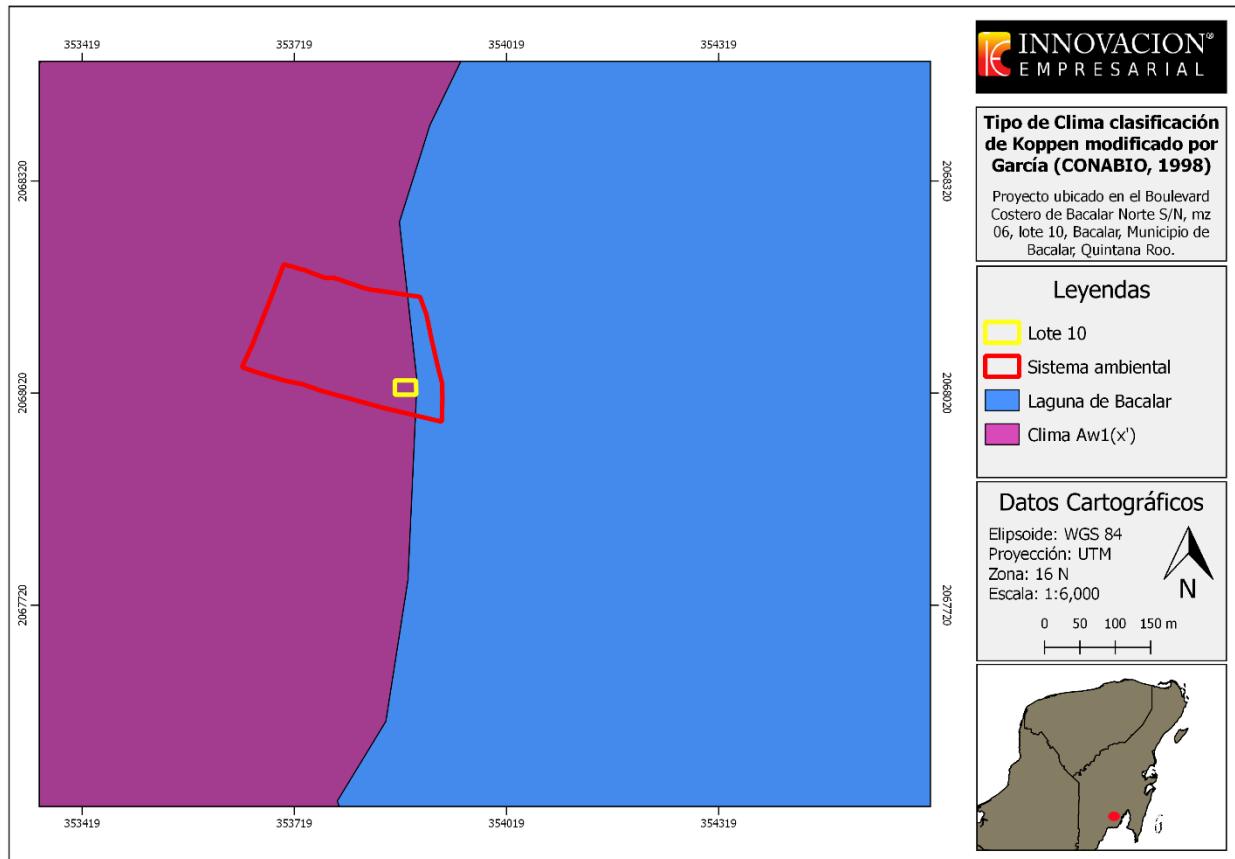 353419 353719 354019 354319
2068320 2068320
2068020 2068020
2067720 2067720
353419 353719 354019 354319
INNOVACION®
EMPRESARIAL
Tipo de Clima clasificación
de Koppen modificado por
García (CONABIO, 1998)
Proyecto ubicado en el Boulevard
Costero de Bacalar Norte S/N, mz
06, lote 10, Bacalar, Municipio de
Bacalar, Quintana Roo.
Leyendas
Lote 10
Sistema ambiental
Laguna de Bacalar
Clima Aw1(x')
Datos Cartográficos
Elipsoide: WGS 84
Proyección: UTM
Zona: 16 N
Escala: 1:6,000
N
0 50 100 150 m